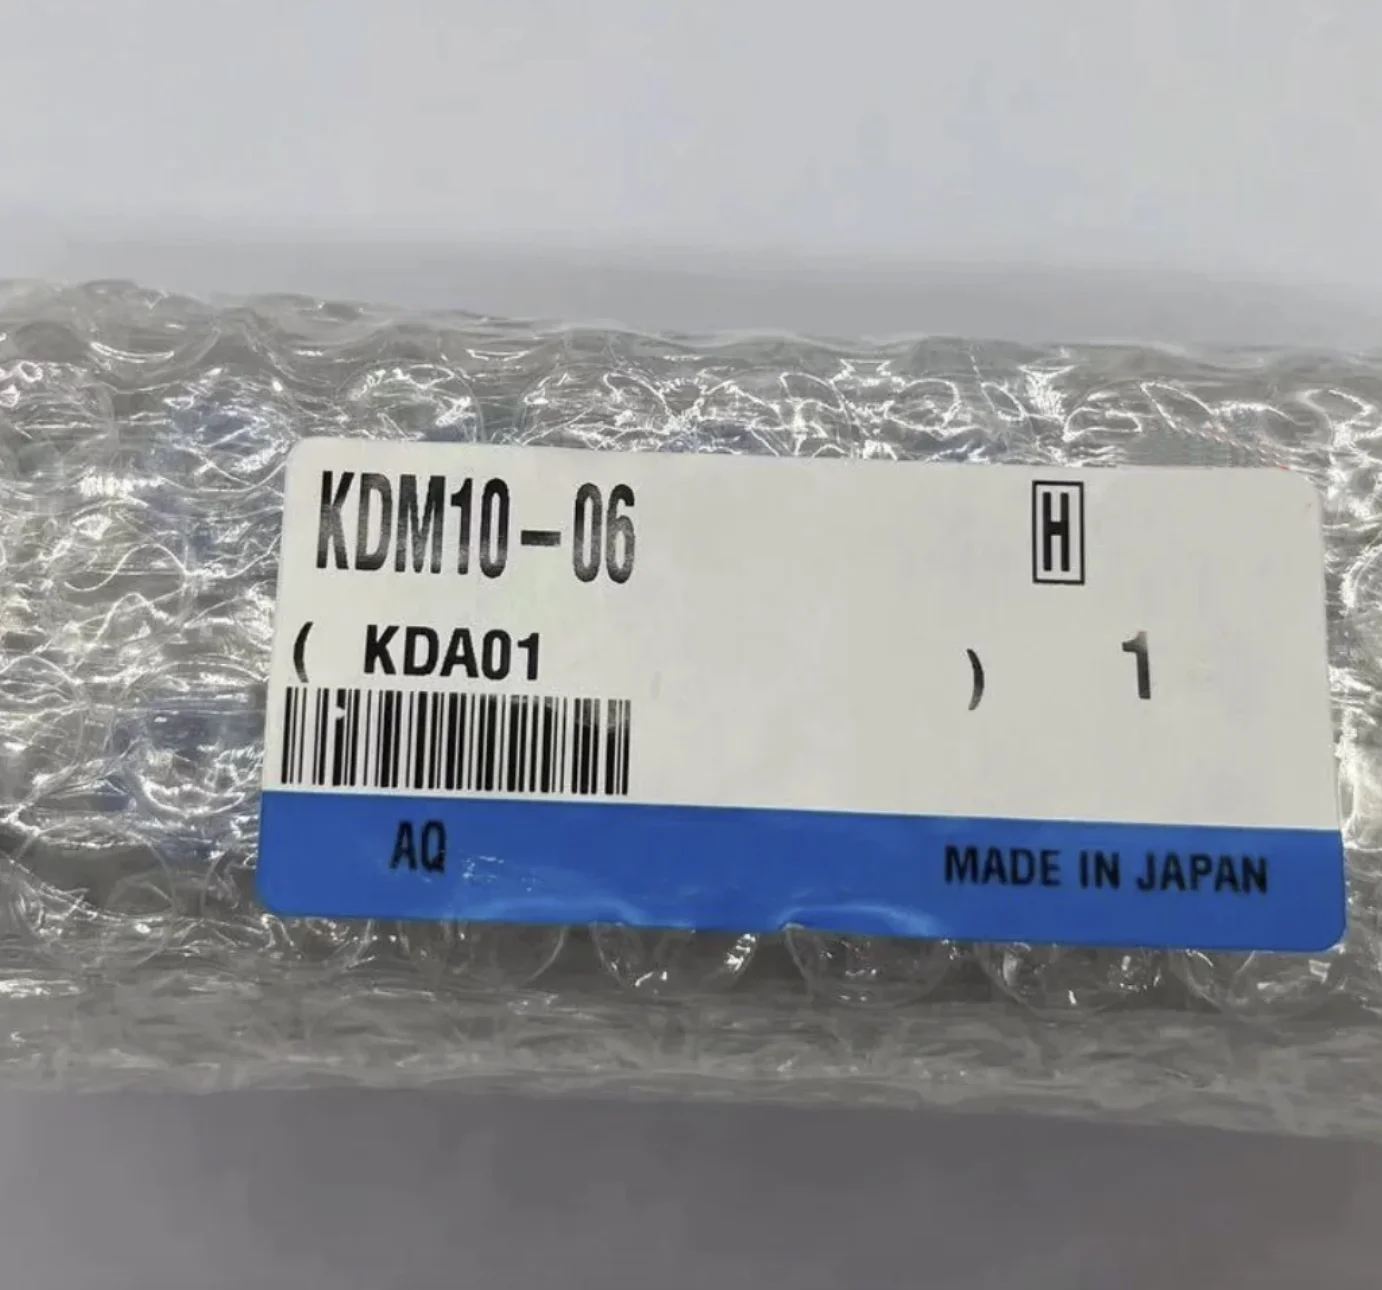 KDM10-06 H
( KDA01 ) 1
AQ MADE IN JAPAN